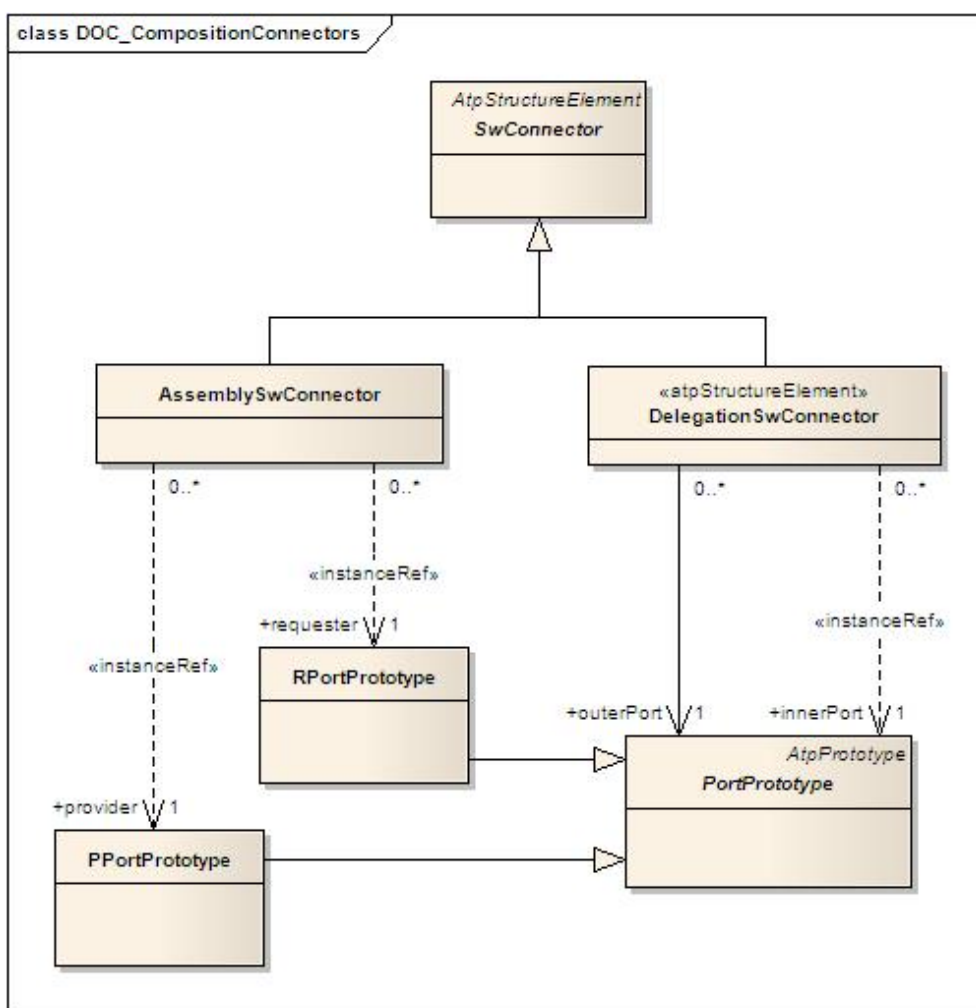 class DOC_CompositionConnectors
AtpStructureElement
SwConnector
AssemblySwConnector
«atpStructureElement»
DelegationSwConnector
0..*
0..*
0..*
0..*
«instanceRef»
+requester 1
«instanceRef»
«instanceRef»
RPortPrototype
+outerPort 1
+innerPort 1
AtpPrototype
PortPrototype
+provider 1
PPortPrototype